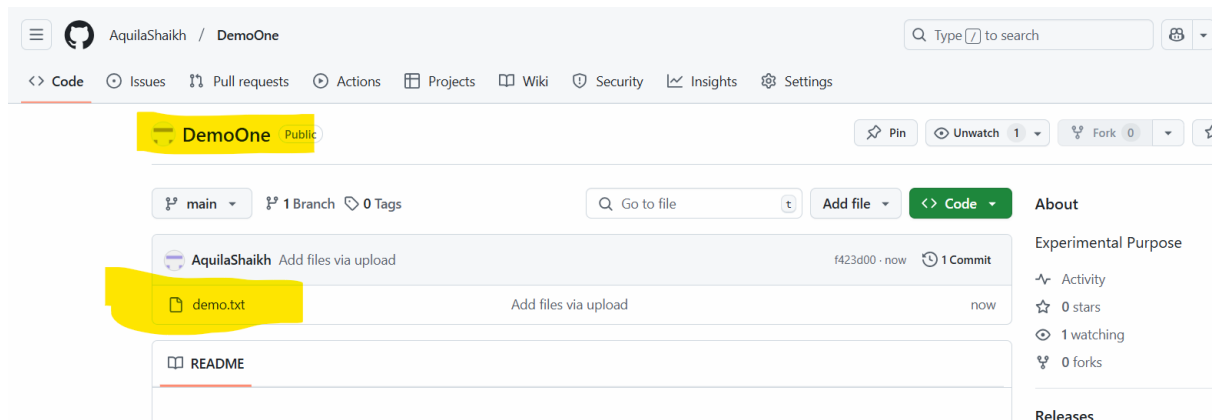 AquilaShaikh / DemoOne
Type / to search
Code Issues Pull requests Actions Projects Wiki Security Insights Settings
DemoOne Public
Pin Unwatch 1 Fork 0
main 1 Branch 0 Tags
Go to file t Add file Code
About
AquilaShaikh Add files via upload f423d00 · now 1 Commit
Experimental Purpose
Activity
demo.txt Add files via upload now
0 stars
1 watching
README
0 forks
Releases